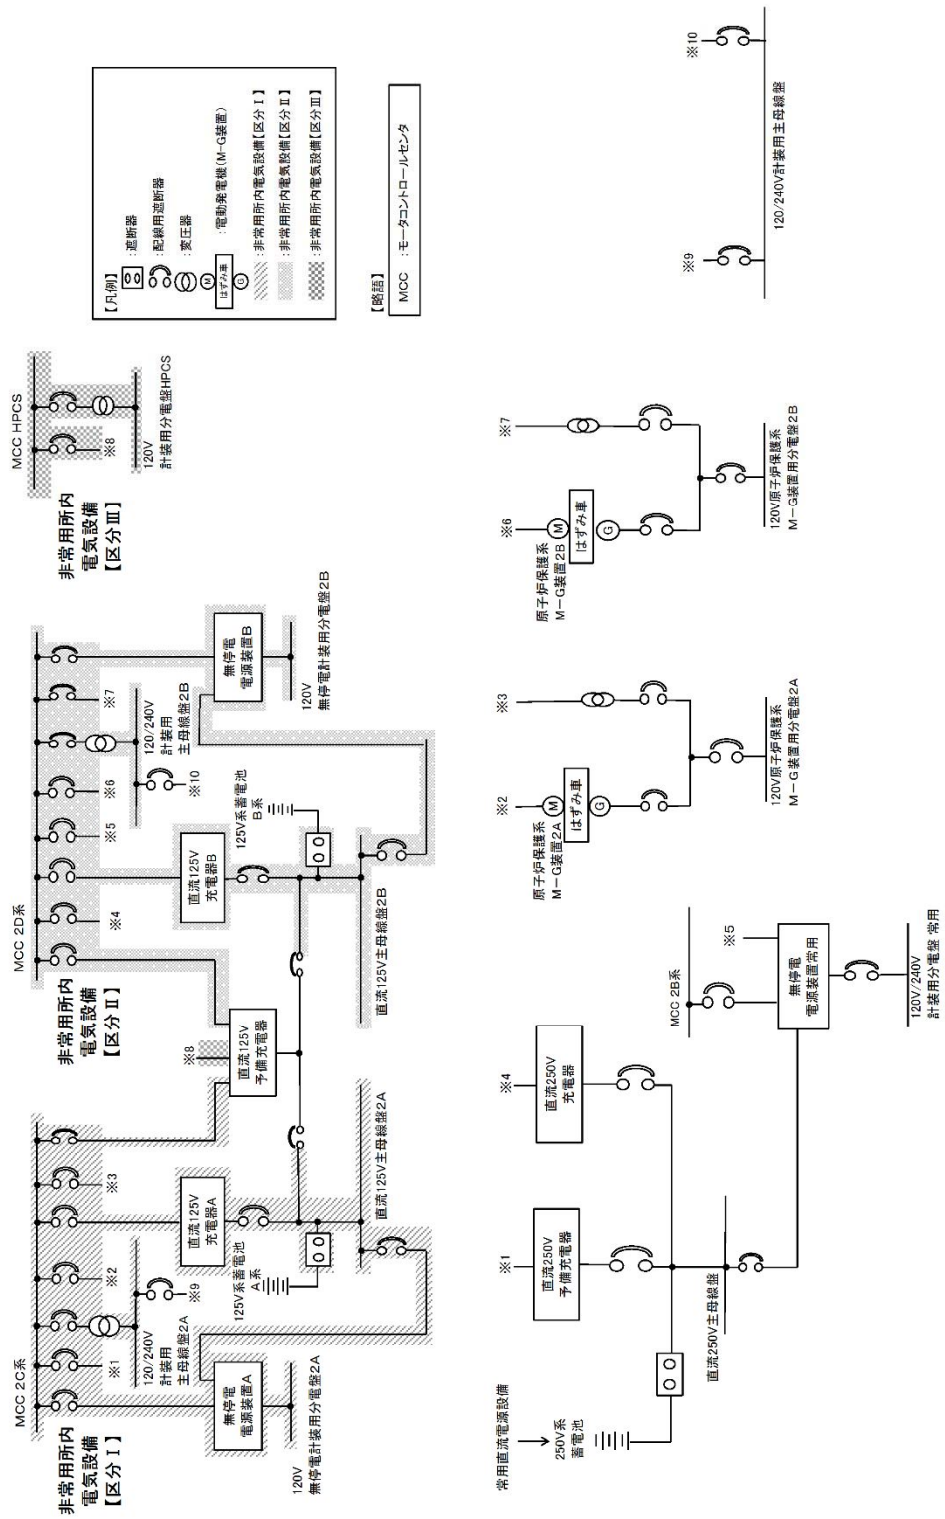 非常用所内
電気設備
【区分Ⅰ】
MCC 2C系
※1
※2
※3
120/240V
計装用
主母線盤2A
※9
無停電
電源装置A
120V
無停電計装用分電盤2A
直流125V
充電器A
125V系蓄電池
A系
直流125V主母線盤2A
直流125V
予備充電器
※8
非常用所内
電気設備
【区分Ⅱ】
MCC 2D系
※4
※5
※6
※7
直流125V
充電器B
125V系蓄電池
B系
120/240V
計装用
主母線盤2B
※10
無停電
電源装置B
120V
無停電計装用分電盤2B
直流125V主母線盤2B
非常用所内
電気設備
【区分Ⅲ】
MCC HPCS
※8
120V
計装用分電盤HPCS
【凡例】
:遮断器
:配線用遮断器
:変圧器
M
はずみ車
G
:電動発電機(M-G装置)
:非常用所内電気設備【区分Ⅰ】
:非常用所内電気設備【区分Ⅱ】
:非常用所内電気設備【区分Ⅲ】
【略語】
MCC :モータコントロールセンタ
常用直流電源設備
250V系
蓄電池
※1
直流250V
予備充電器
※4
直流250V
充電器
直流250V主母線盤
MCC 2B系
※5
無停電
電源装置常用
120V/240V
計装用分電盤 常用
※2
原子炉保護系
M-G装置2A
M
はずみ車
G
※3
120V原子炉保護系
M-G装置用分電盤2A
※6
原子炉保護系
M-G装置2B
M
はずみ車
G
※7
120V原子炉保護系
M-G装置用分電盤2B
※9
※10
120/240V計装用主母線盤